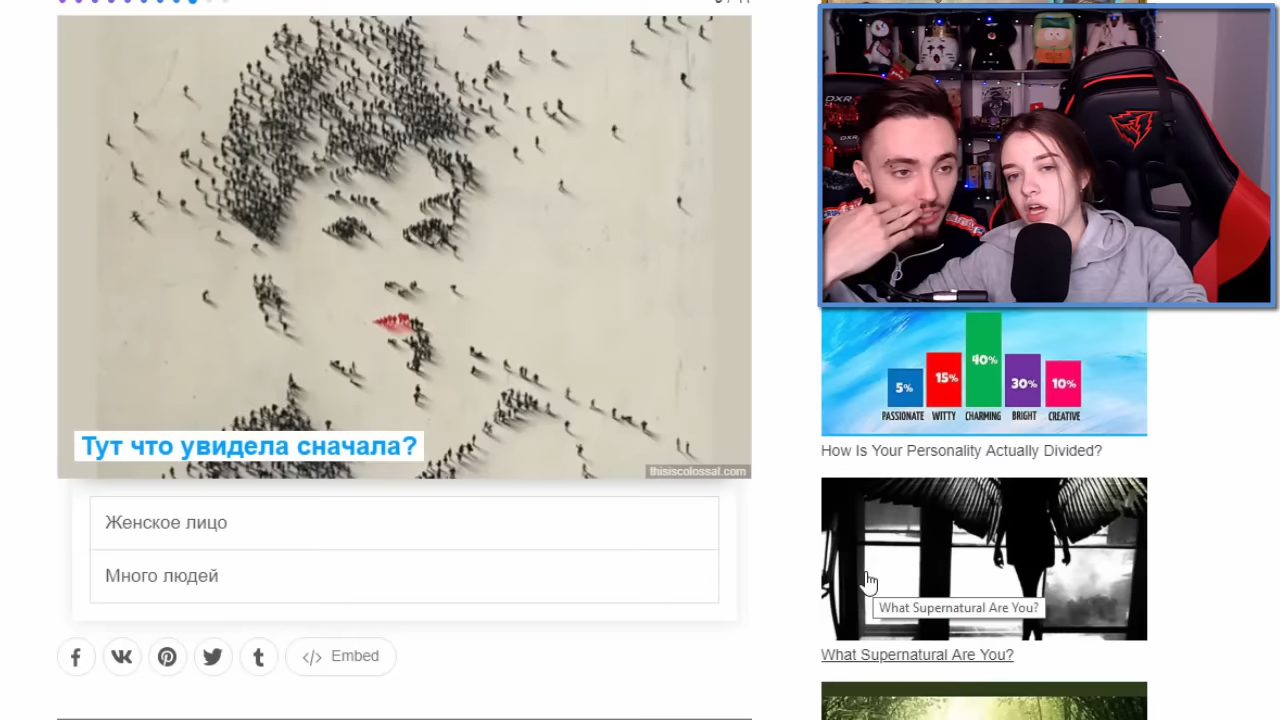 Тут что увидела сначала?
thisiscolossal.com
Женское лицо
Много людей
Embed
DXR
5%
15%
40%
30%
10%
PASSIONATE
WITTY
CHARMING
BRIGHT
CREATIVE
How Is Your Personality Actually Divided?
What Supernatural Are You?
What Supernatural Are You?